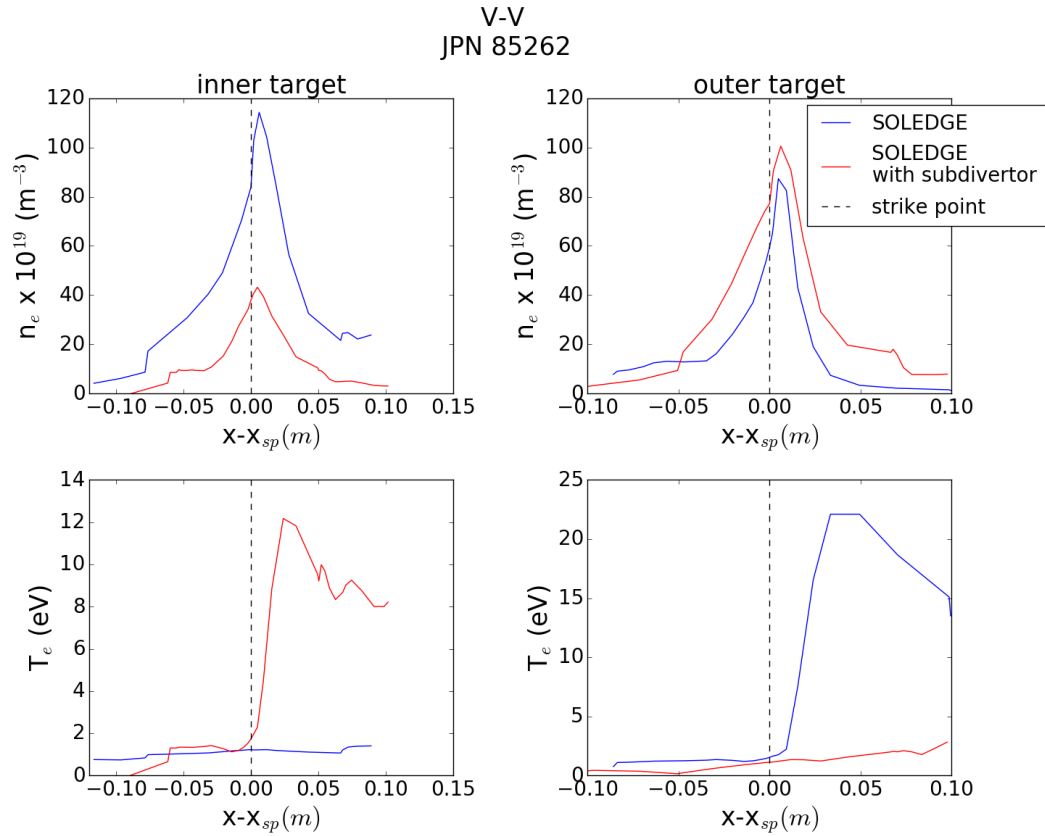 V-V
JPN 85262
inner target
outer target
120
100
80
60
40
20
0
n_e x 10^19 (m^−3)
−0.10 −0.05 0.00 0.05 0.10 0.15
x-x_sp(m)
120
100
80
60
40
20
0
n_e x 10^19 (m^−3)
−0.10 −0.05 0.00 0.05 0.10
x-x_sp(m)
SOLEDGE
SOLEDGE
with subdivertor
strike point
14
12
10
8
6
4
2
0
T_e (eV)
−0.10 −0.05 0.00 0.05 0.10 0.15
x-x_sp(m)
25
20
15
10
5
0
T_e (eV)
−0.10 −0.05 0.00 0.05 0.10
x-x_sp(m)